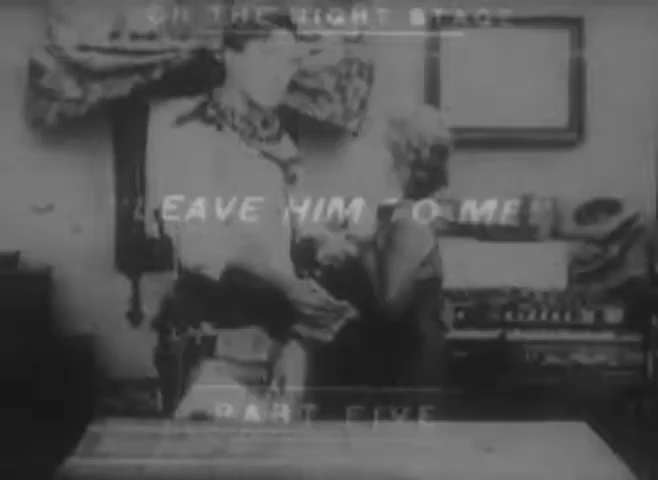 ON THE NIGHT STAGE
"LEAVE HIM TO ME"
PART FIVE